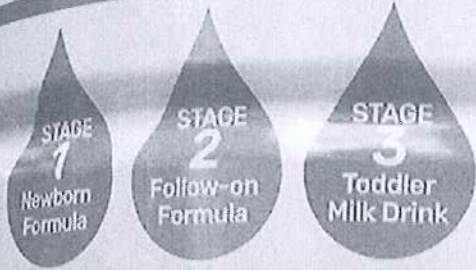 STAGE
1
Newborn
Formula
STAGE
2
Follow-on
Formula
STAGE
3
Toddler
Milk Drink